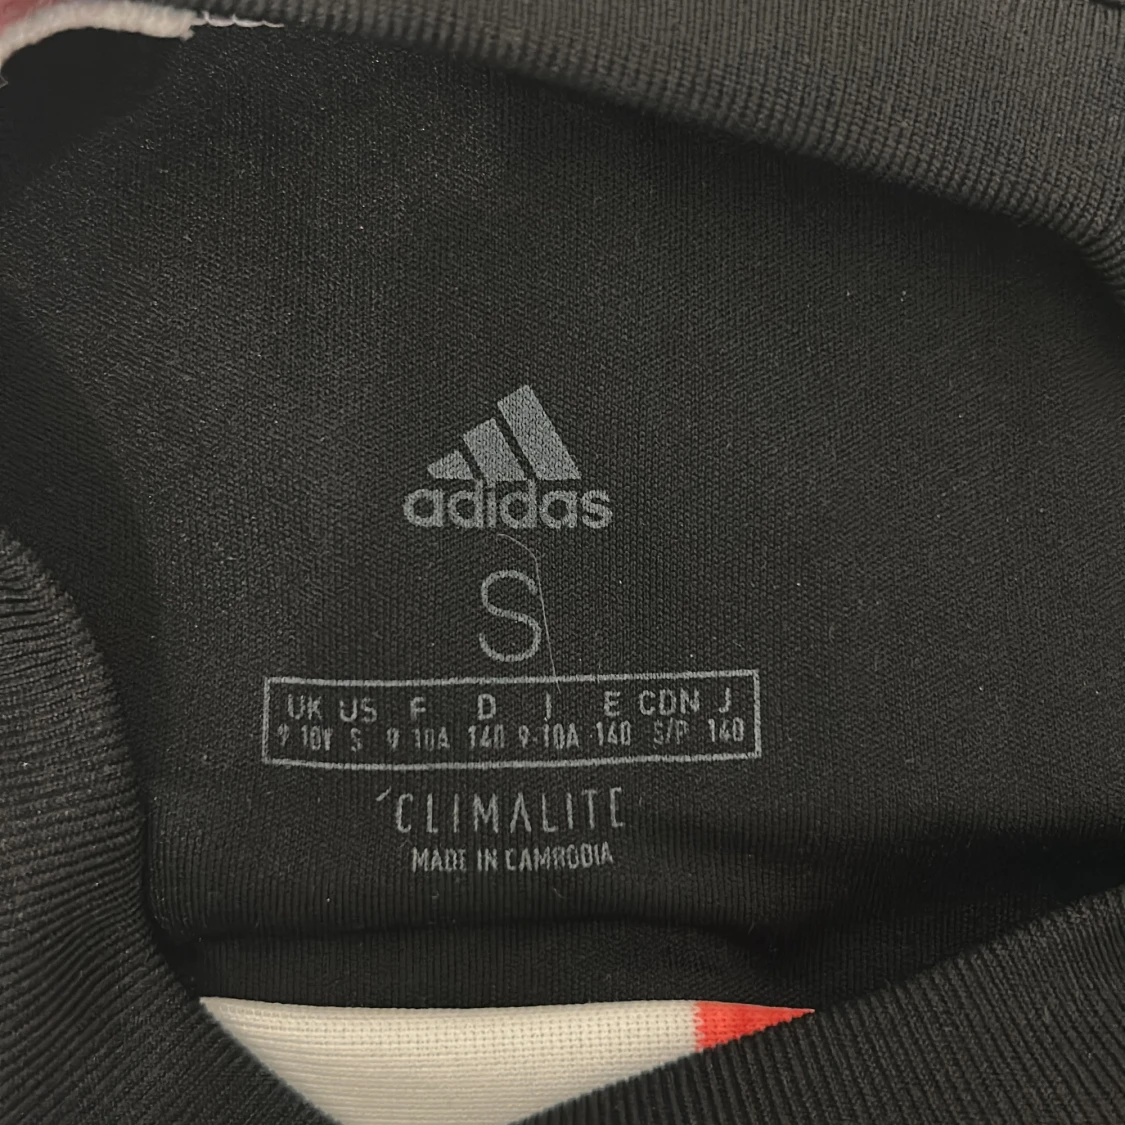 adidas
S
UK US F D I E CDN J
9-10Y S 9-10A 140 9-10A 140 S/P 140
CLIMALITE
MADE IN CAMBODIA